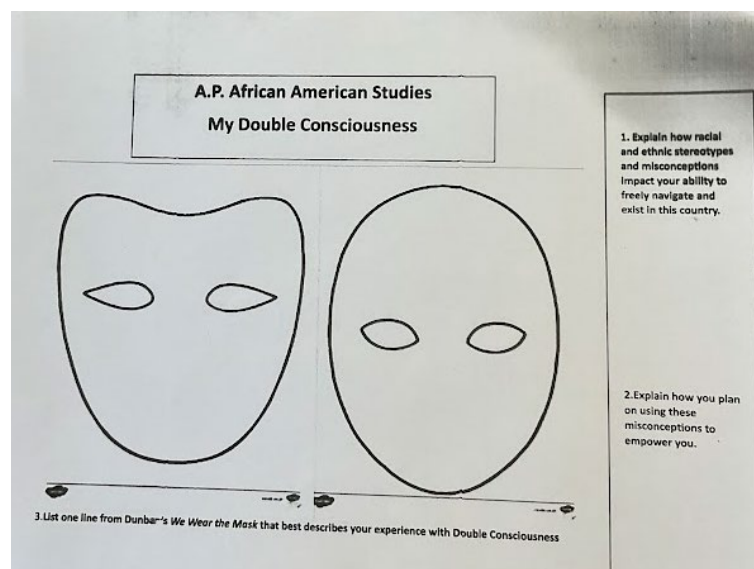 A.P. African American Studies
My Double Consciousness
1. Explain how racial
and ethnic stereotypes
and misconceptions
impact your ability to
freely navigate and
exist in this country.
2.Explain how you plan
on using these
misconceptions to
empower you.
3.List one line from Dunbar's We Wear the Mask that best describes your experience with Double Consciousness